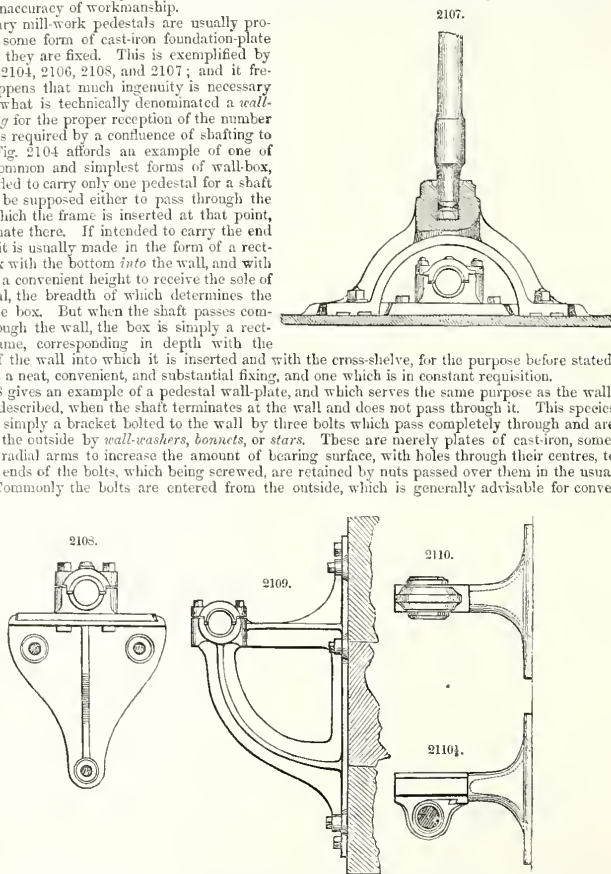 naccuracy of workmanship.
ry mill-work pedestals are usually pro-
some form of cast-iron foundation-plate
they are fixed. This is exemplified by
2104, 2106, 2108, and 2107; and it fre-
ppens that much ingenuity is necessary
what is technically denominated a wall-
g for the proper reception of the number
s required by a confluence of shafting to
ig. 2104 affords an example of one of
ommon and simplest forms of wall-box,
ded to carry only one pedestal for a shaft
be supposed either to pass through the
hich the frame is inserted at that point,
nate there. If intended to carry the end
it is usually made in the form of a rect-
x with the bottom into the wall, and with
a convenient height to receive the sole of
al, the breadth of which determines the
e box. But when the shaft passes com-
ough the wall, the box is simply a rect-
ame, corresponding in depth with the
2107.
f the wall into which it is inserted and with the cross-shelve, for the purpose before stated
s a neat, convenient, and substantial fixing, and one which is in constant requisition.
8 gives an example of a pedestal wall-plate, and which serves the same purpose as the wall
described, when the shaft terminates at the wall and does not pass through it. This species
simply a bracket bolted to the wall by three bolts which pass completely through and are
the outside by wall-washers, bonnets, or stars. These are merely plates of cast-iron, some
radial arms to increase the amount of bearing surface, with holes through their centres, to
ends of the bolts, which being screwed, are retained by nuts passed over them in the usua
Commonly the bolts are entered from the outside, which is generally advisable for conve
2108.
2109.
2110.
2110½.